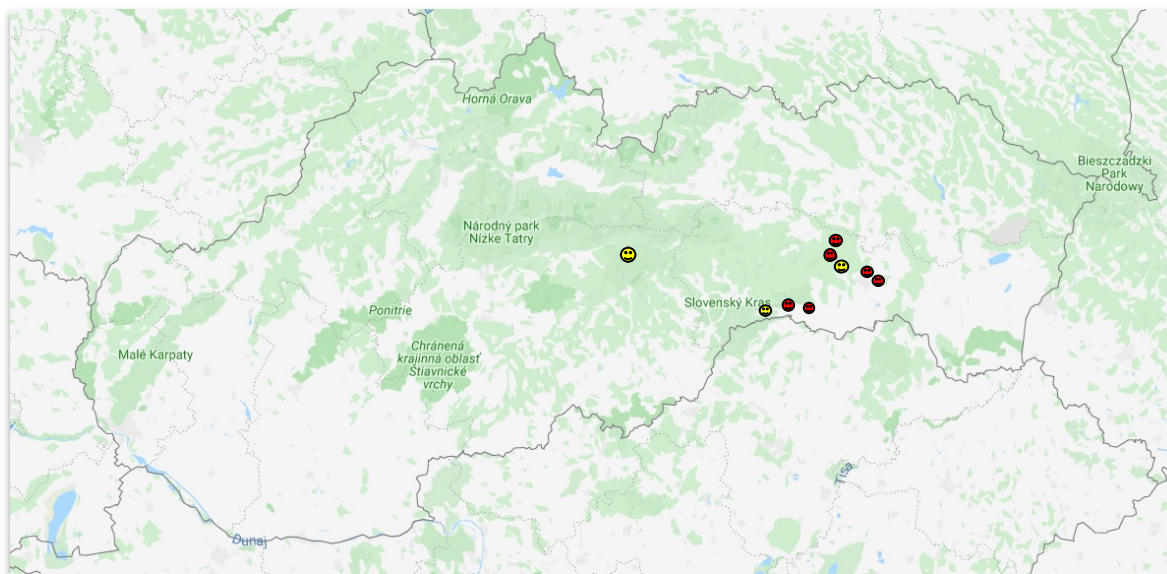 Horná Orava
Bieszczadzki
Park
Narodowy
Národný park
Nízke Tatry
Slovenský Kras
Ponitrie
Malé Karpaty
Chránená
krajinná oblasť
Štiavnické
vrchy
Tisa
Dunaj